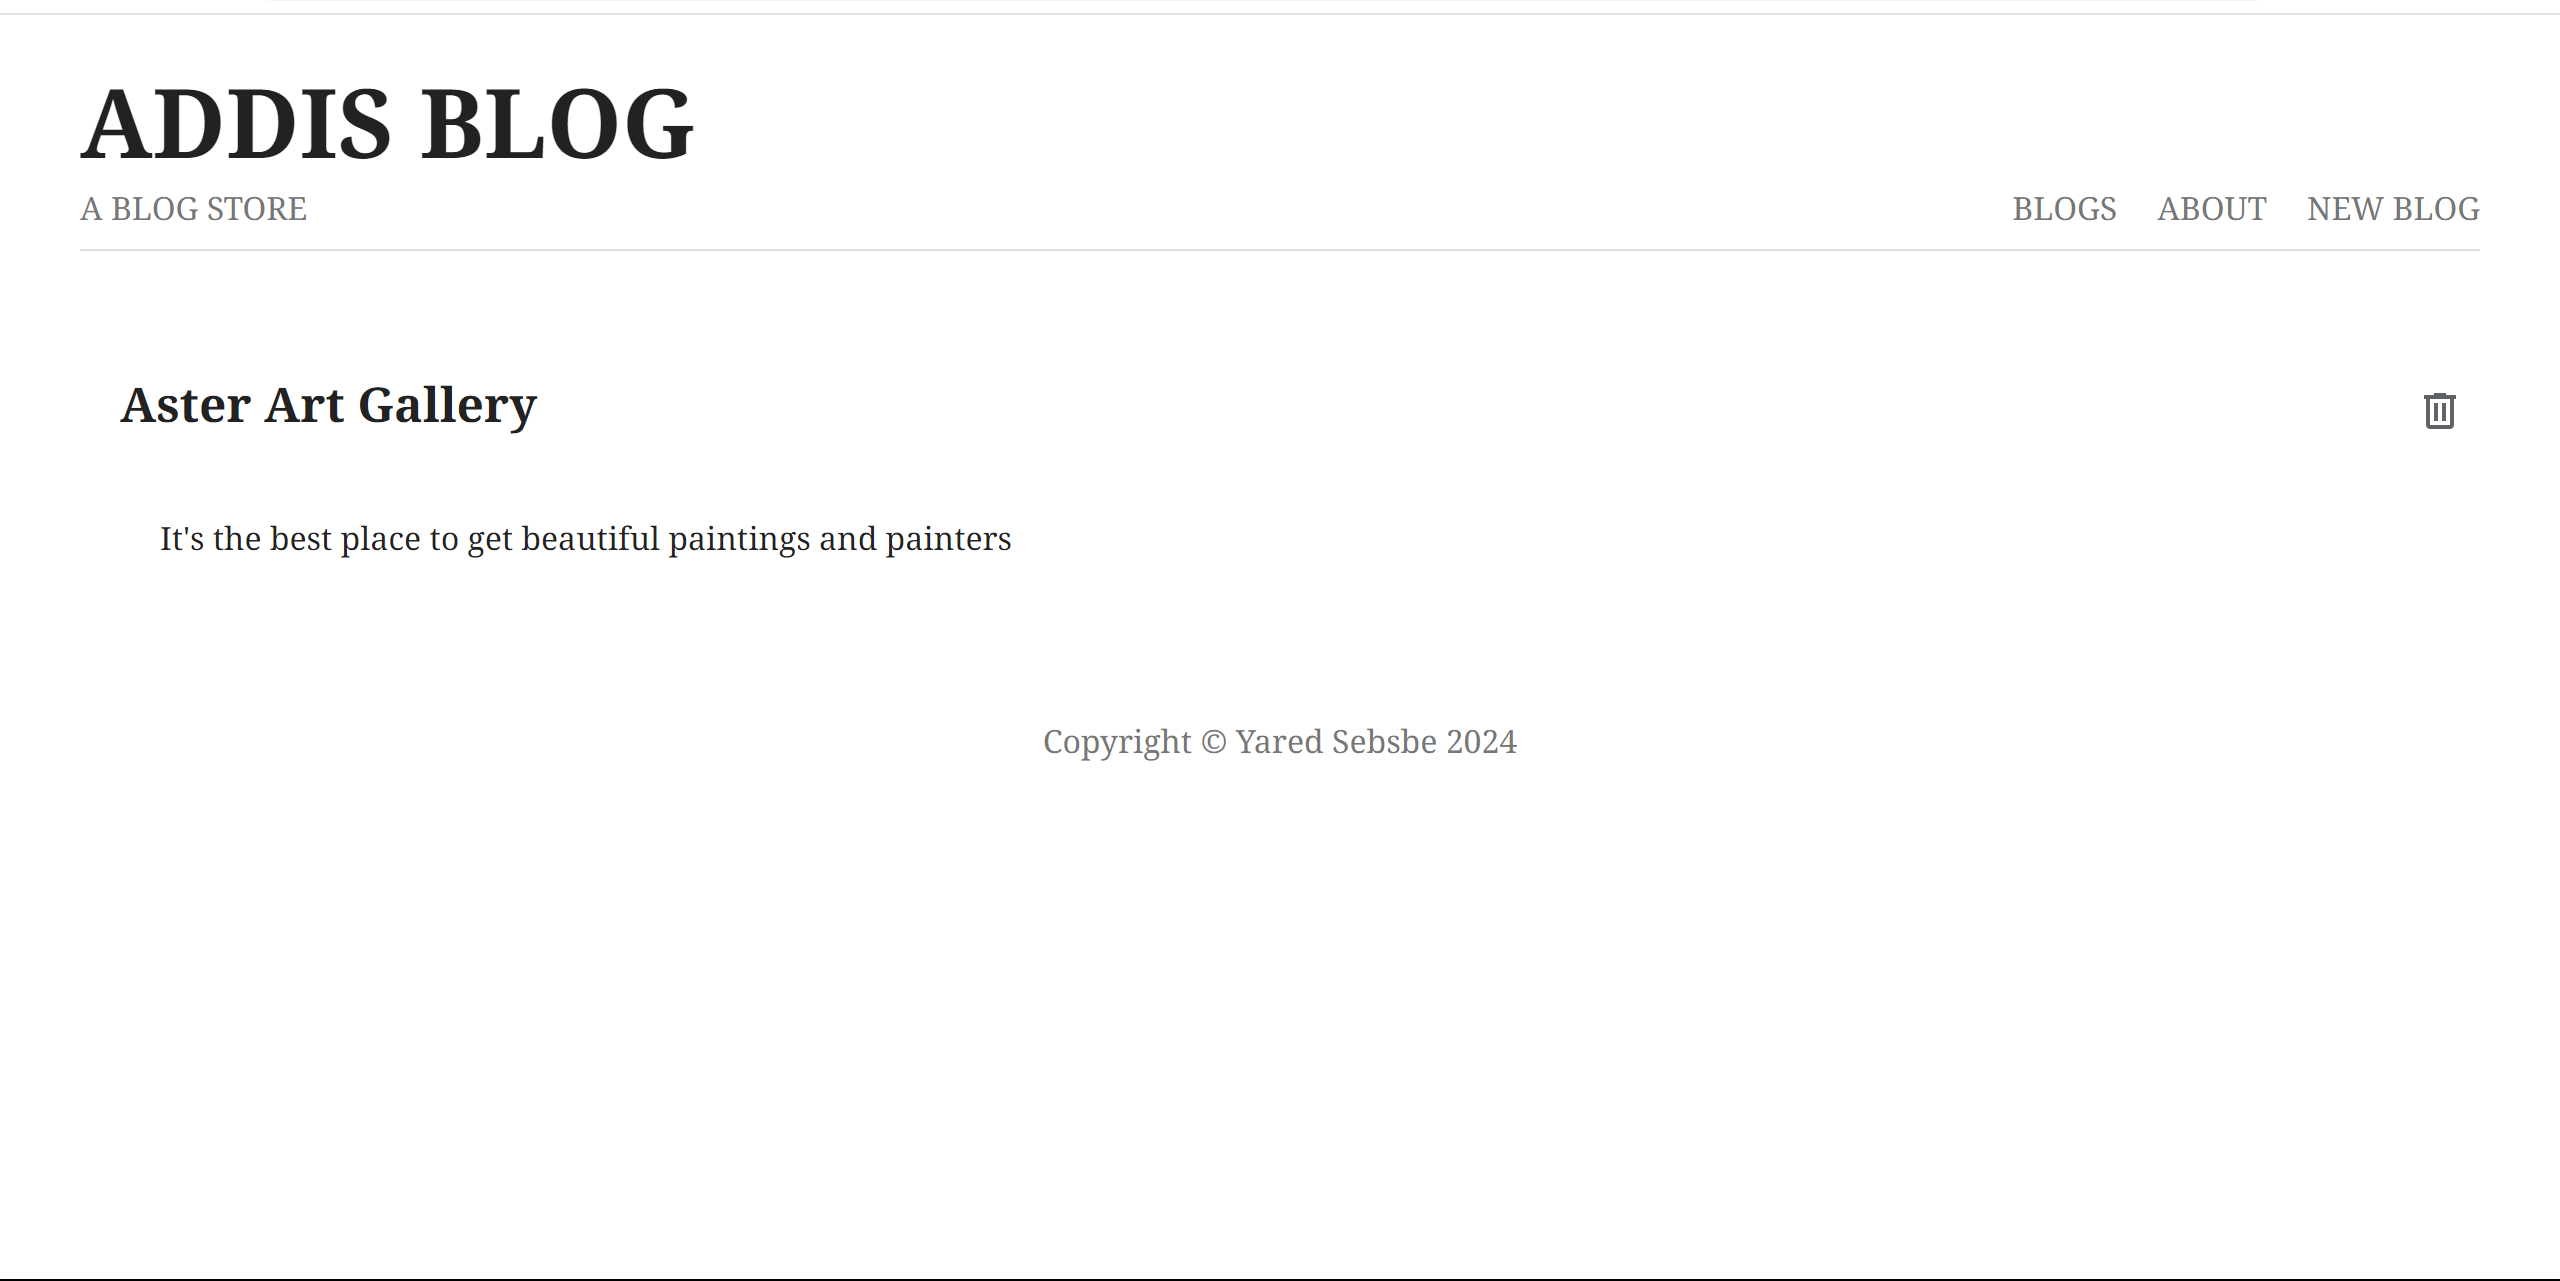 ADDIS BLOG
A BLOG STORE
BLOGS ABOUT NEW BLOG
Aster Art Gallery
It's the best place to get beautiful paintings and painters
Copyright © Yared Sebsbe 2024